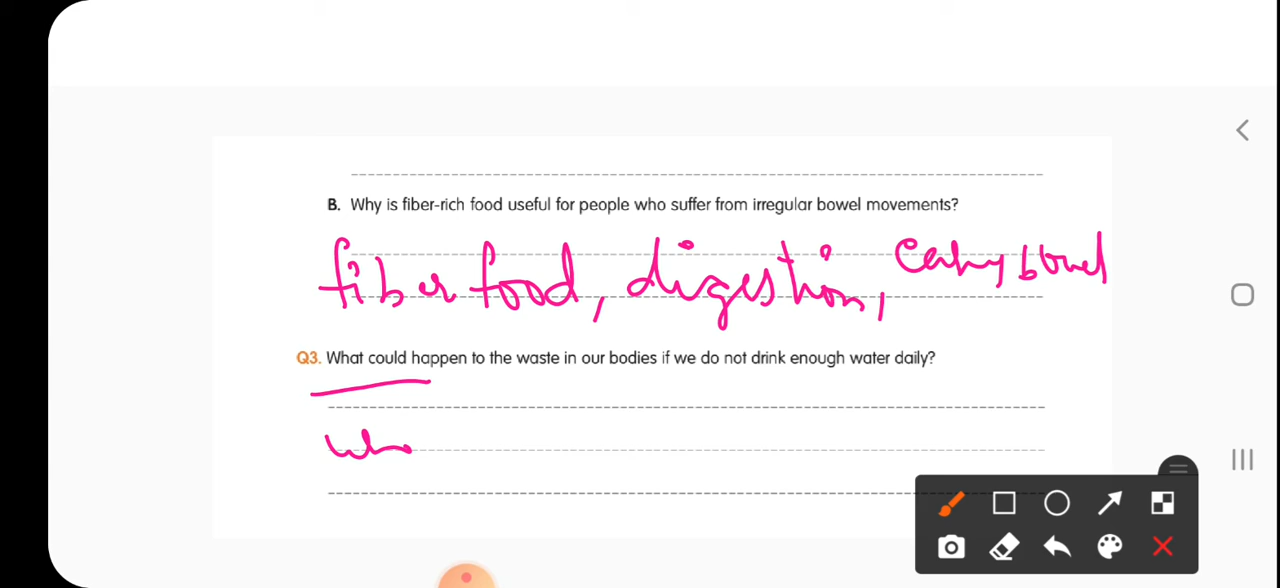 B. Why is fiber-rich food useful for people who suffer from irregular bowel movements?
fiber food, digestion,
Q3. What could happen to the waste in our bodies if we do not drink enough water daily?